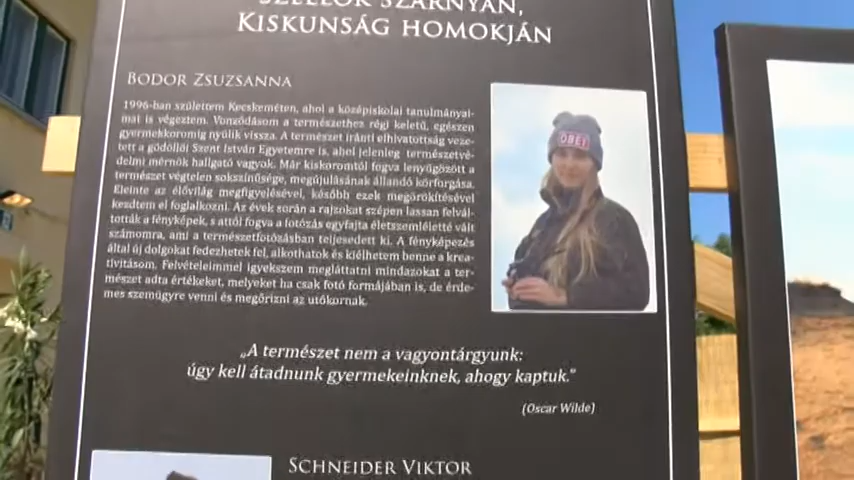 SZELEK SZÁRNYÁN,
KISKUNSÁG HOMOKJÁN
BODOR ZSUZSANNA
1996-ban születtem Kecskeméten, ahol a középiskolai tanulmányai-
mat is végeztem. Vonzódásom a természethez régi keletű, egészen
gyermekkoromig nyúlik vissza. A természet iránti elhivatottság veze-
tett a gödöllői Szent István Egyetemre is, ahol jelenleg természetvé-
delmi mérnök hallgató vagyok. Már kiskoromtól fogva lenyűgözött a
természet végtelen sokszínűsége, megújulásának állandó körforgása.
Eleinte az élővilág megfigyelésével, később ezek megörökítésével
kezdtem el foglalkozni. Az évek során a rajzokat szépen lassan felvál-
tották a fényképek, s attól fogva a fotózás egyfajta életszemléletté vált
számomra, ami a természetfotózásban teljesedett ki. A fényképezés
által új dolgokat fedezhetek fel, alkothatok és kiélhetem benne a krea-
tivitásom. Felvételeimmel igyekszem megláttatni mindazokat a ter-
mészet adta értékeket, melyeket ha csak fotó formájában is, de érde-
mes szemügyre venni és megőrizni az utókornak.
OBEY
„A természet nem a vagyontárgyunk:
úgy kell átadnunk gyermekeinknek, ahogy kaptuk."
(Oscar Wilde)
SCHNEIDER VIKTOR